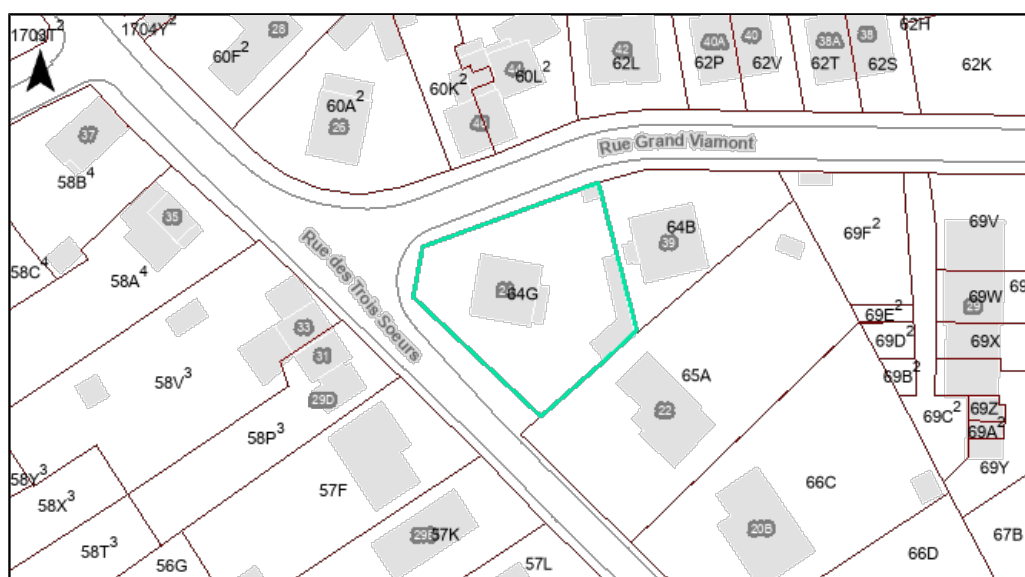 1703T²
1704Y²
28
60F²
60A²
26
60K²
44
60L²
40
42
62L
40A
62P
40
62V
38A
62T
38
62S
62H
62K
Rue Grand Viamont
37
58B⁴
35
58C⁴
58A⁴
Rue des Trois Soeurs
33
31
29D
58V³
58P³
58Y³
58X³
58T³
56G
57F
57K
57L
64G
64B
39
65A
22
66C
20B
66D
67B
69F²
69E²
69D²
69B²
69C²
69V
69W
29
69X
69Z
69A²
69Y